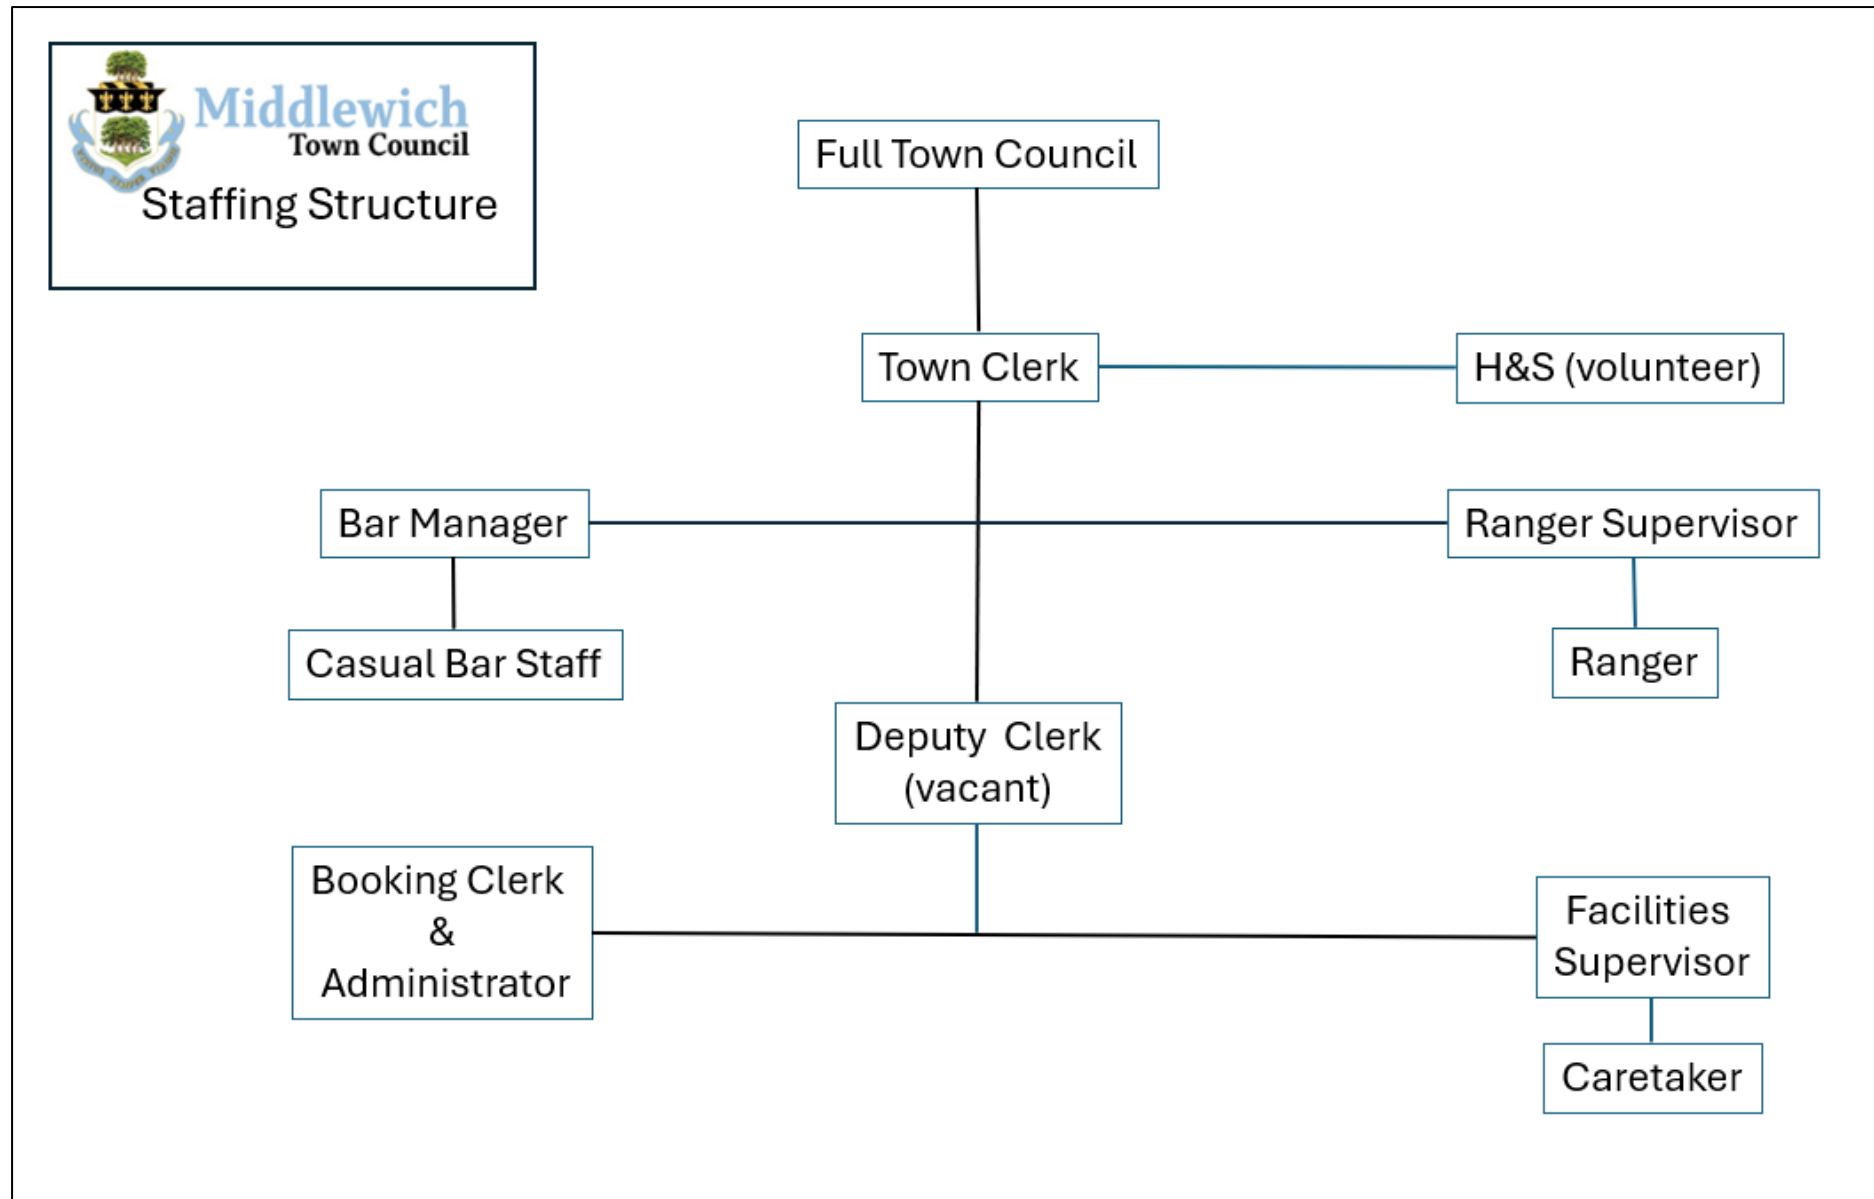 Middlewich
Town Council
Staffing Structure
Full Town Council
Town Clerk
H&S (volunteer)
Bar Manager
Ranger Supervisor
Casual Bar Staff
Ranger
Deputy  Clerk
(vacant)
Booking Clerk
&
Administrator
Facilities
Supervisor
Caretaker